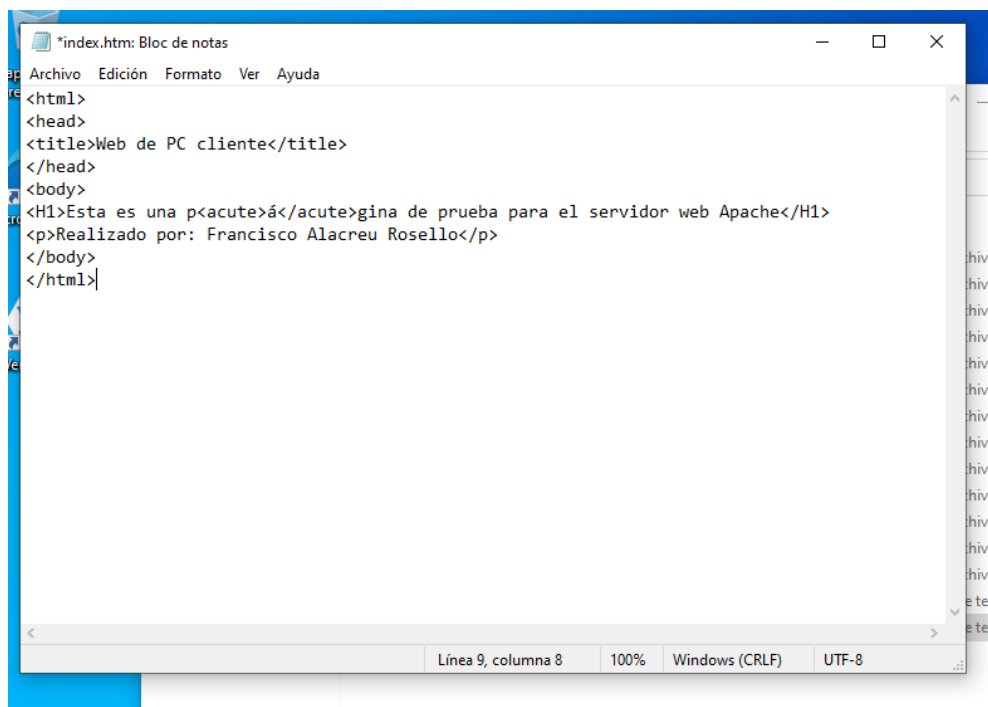 *index.htm: Bloc de notas
Archivo Edición Formato Ver Ayuda
<html>
<head>
<title>Web de PC cliente</title>
</head>
<body>
<H1>Esta es una p<acute>á</acute>gina de prueba para el servidor web Apache</H1>
<p>Realizado por: Francisco Alacreu Rosello</p>
</body>
</html>
Línea 9, columna 8 100% Windows (CRLF) UTF-8